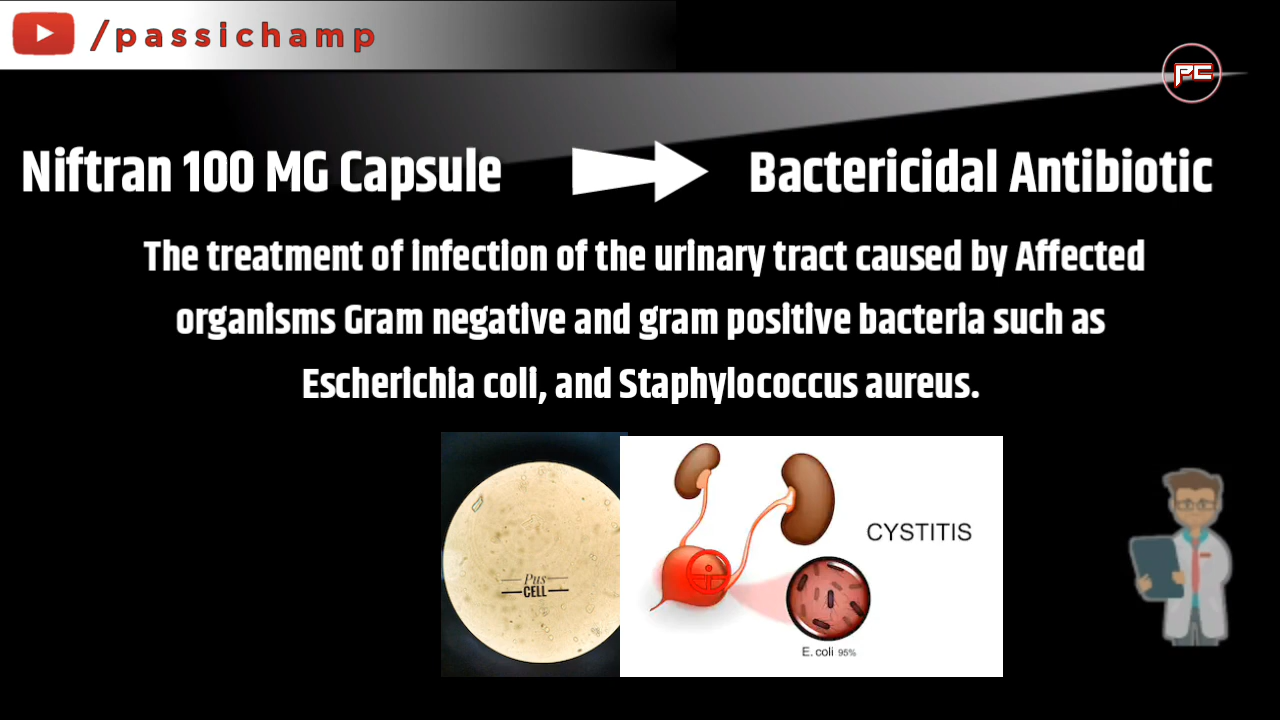 /passichamp
PC
Niftran 100 MG Capsule
Bactericidal Antibiotic
The treatment of infection of the urinary tract caused by Affected
organisms Gram negative and gram positive bacteria such as
Escherichia coli, and Staphylococcus aureus.
Pus
CELL
CYSTITIS
E. coli 95%